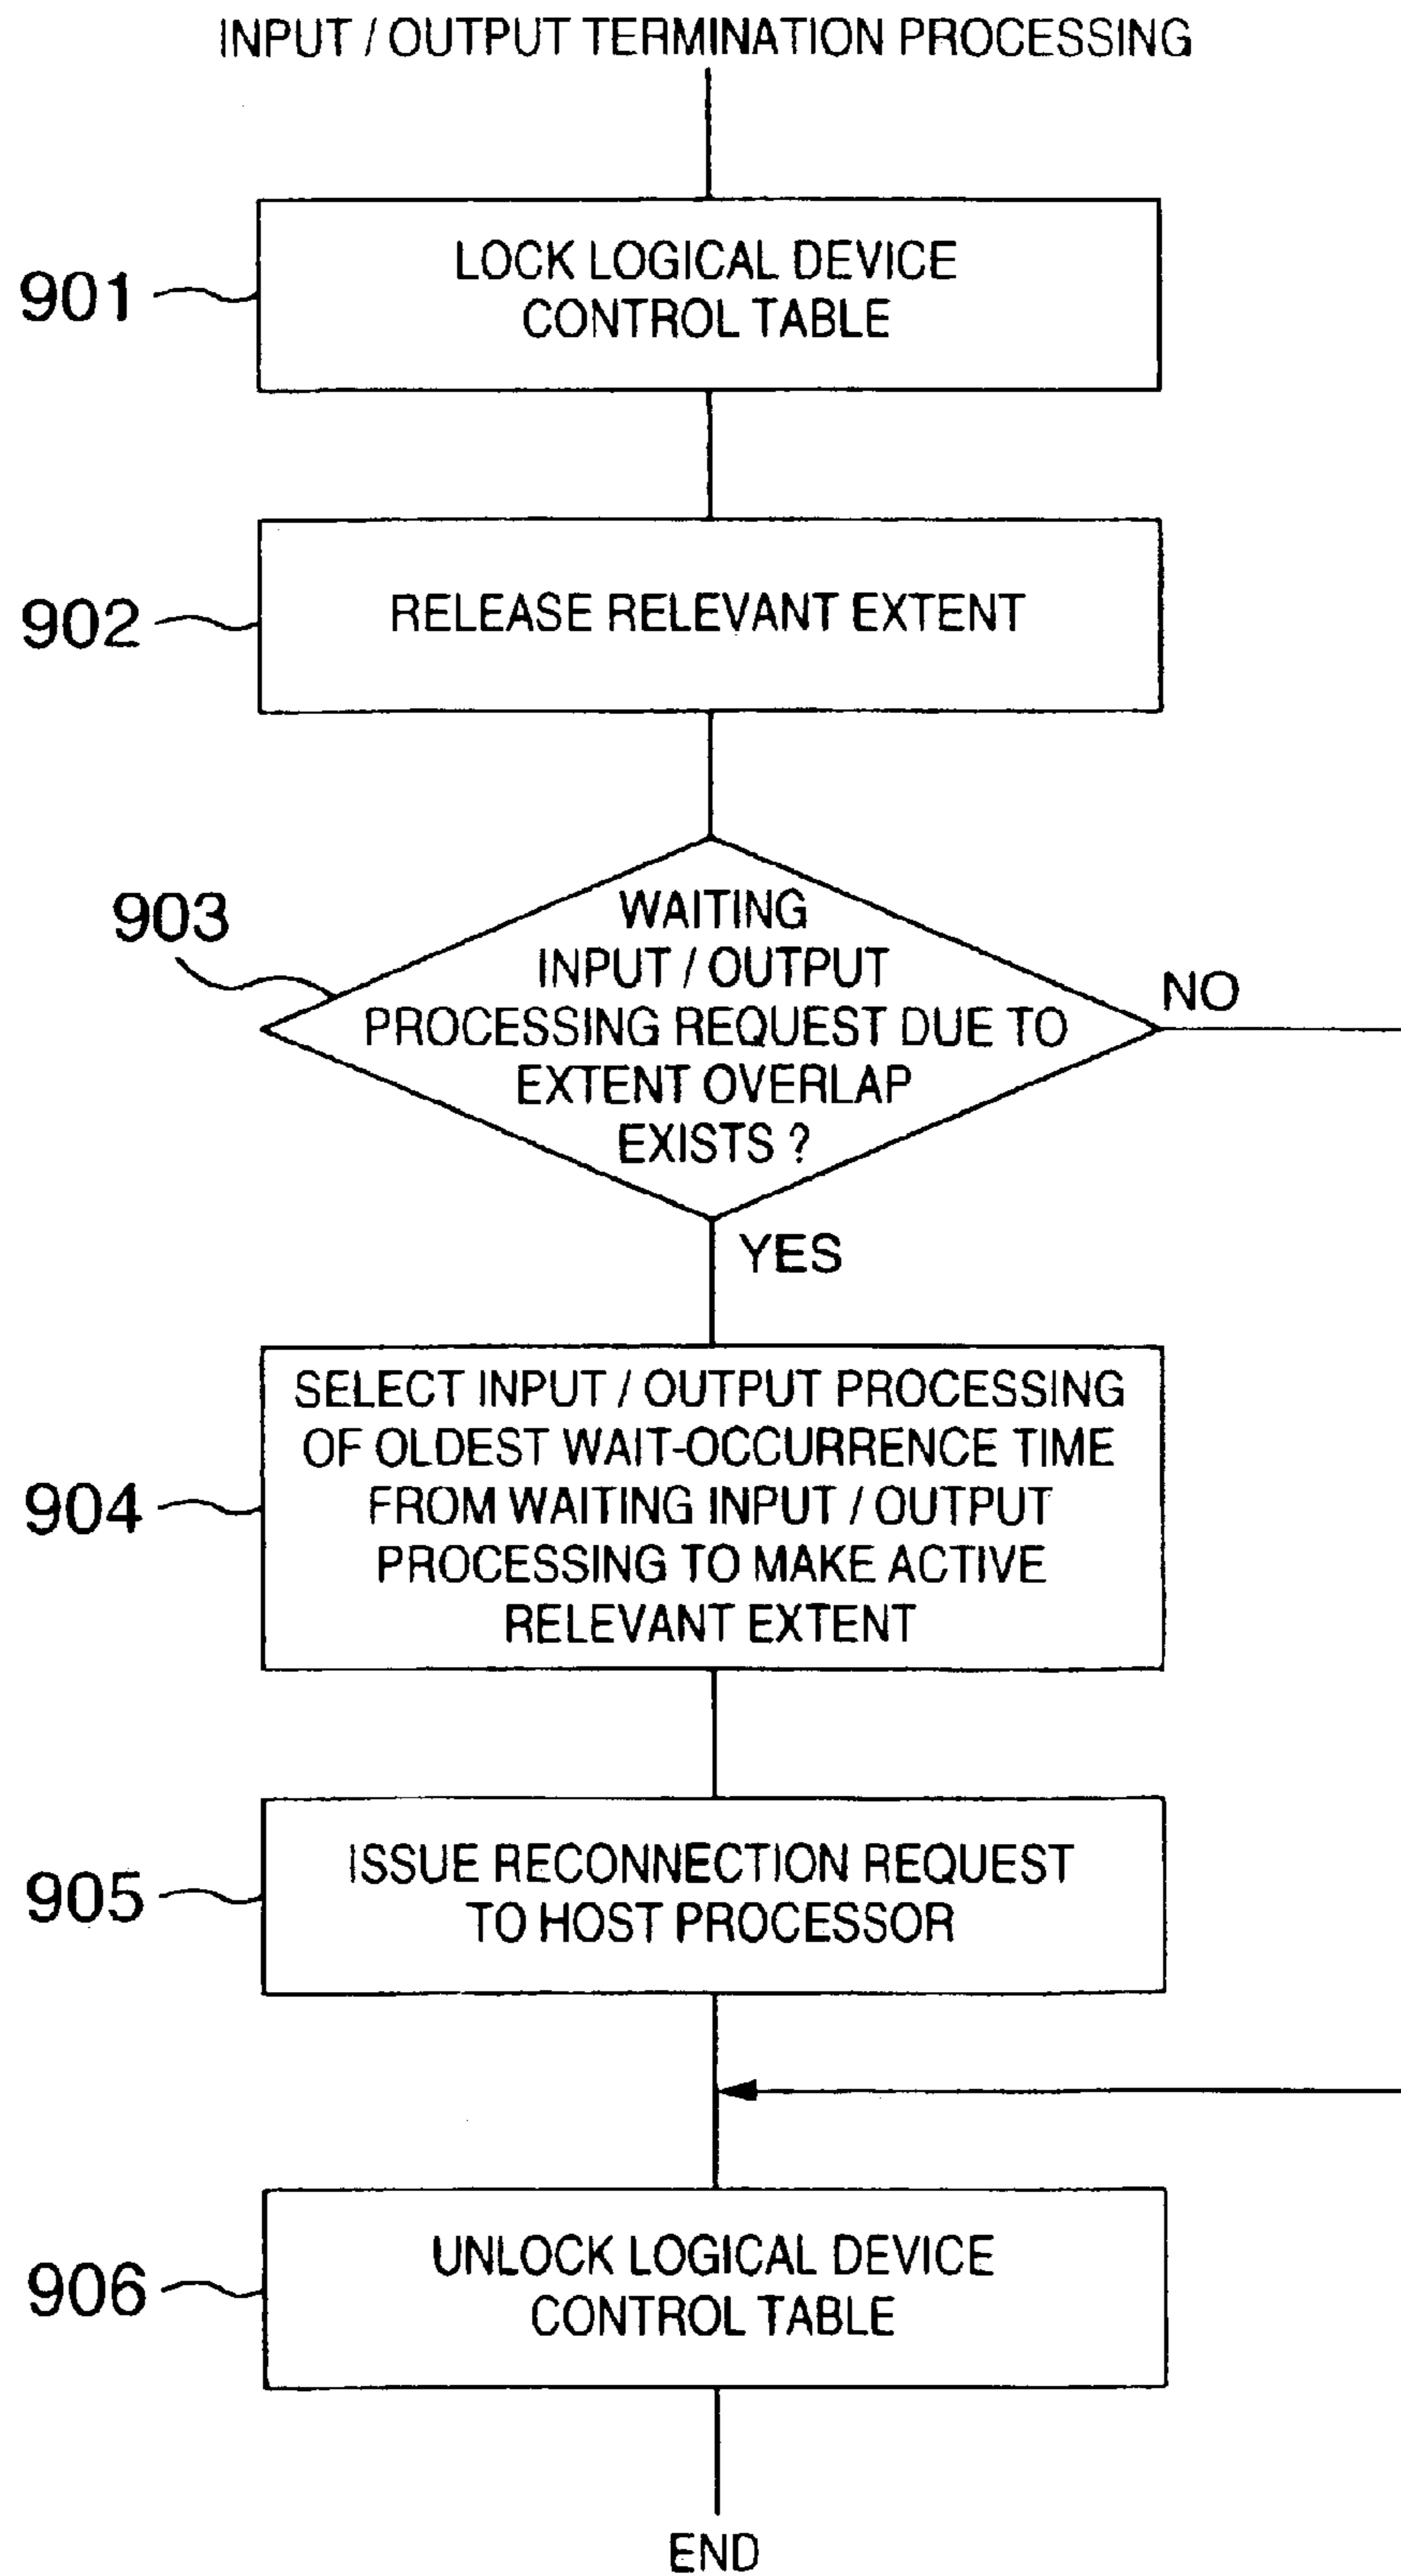 INPUT / OUTPUT TERMINATION PROCESSING
901
LOCK LOGICAL DEVICE
CONTROL TABLE
902
RELEASE RELEVANT EXTENT
903
WAITING
INPUT / OUTPUT
PROCESSING REQUEST DUE TO
EXTENT OVERLAP
EXISTS ?
NO
YES
904
SELECT INPUT / OUTPUT PROCESSING
OF OLDEST WAIT-OCCURRENCE TIME
FROM WAITING INPUT / OUTPUT
PROCESSING TO MAKE ACTIVE
RELEVANT EXTENT
905
ISSUE RECONNECTION REQUEST
TO HOST PROCESSOR
906
UNLOCK LOGICAL DEVICE
CONTROL TABLE
END